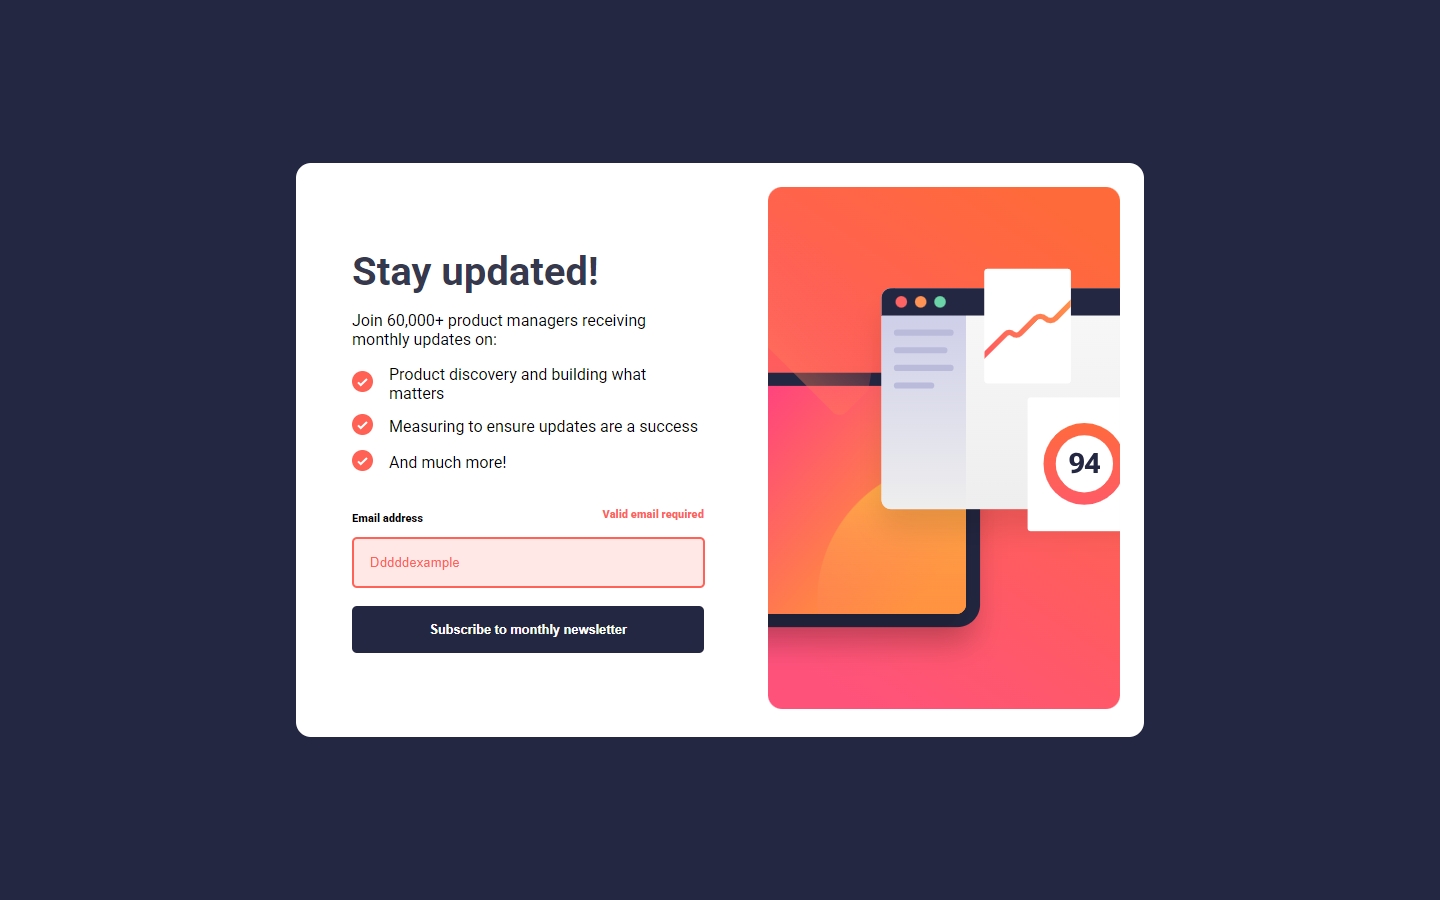 Stay updated!
Join 60,000+ product managers receiving
monthly updates on:
Product discovery and building what
matters
Measuring to ensure updates are a success
And much more!
Email address
Valid email required
Dddddexample
Subscribe to monthly newsletter
94